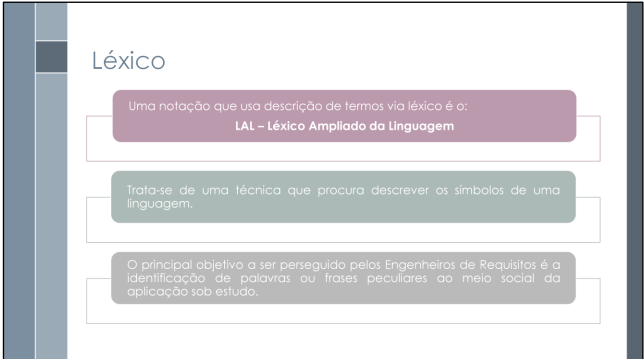 Léxico
Uma notação que usa descrição de termos via léxico é o:
LAL – Léxico Ampliado da Linguagem
Trata-se de uma técnica que procura descrever os símbolos de uma
linguagem.
O principal objetivo a ser perseguido pelos Engenheiros de Requisitos é a
identificação de palavras ou frases peculiares ao meio social da
aplicação sob estudo.